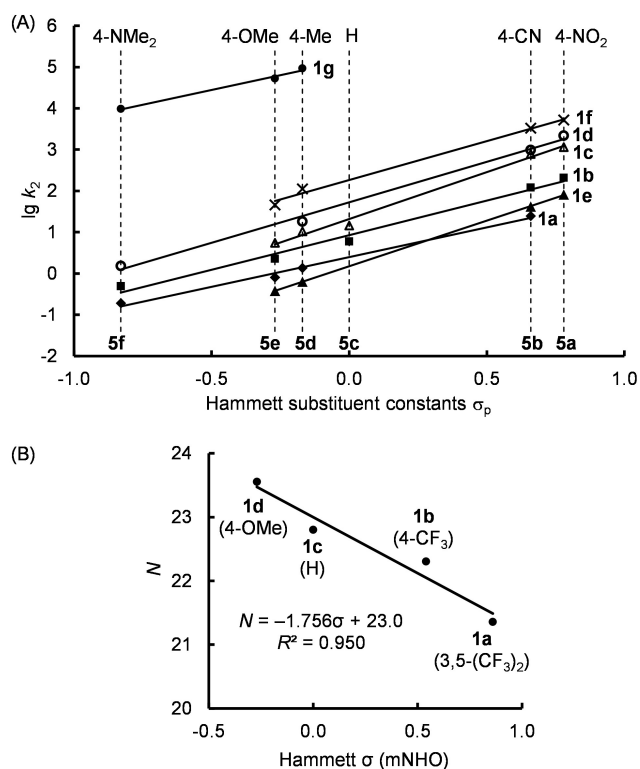 (A)
4-NMe₂ 4-OMe 4-Me H 4-CN 4-NO₂
6
5
4
3
2
1
0
-1
-2
lg k₂
1g
1f
1d
1c
1b
1e
1a
5f 5e 5d 5c 5b 5a
-1.0 -0.5 0.0 0.5 1.0
Hammett substituent constants σₚ
(B)
24
23
22
21
20
N
1d
(4-OMe)
1c
(H)
1b
(4-CF₃)
1a
(3,5-(CF₃)₂)
N = –1.756σ + 23.0
R² = 0.950
-0.5 0.0 0.5 1.0
Hammett σ (mNHO)